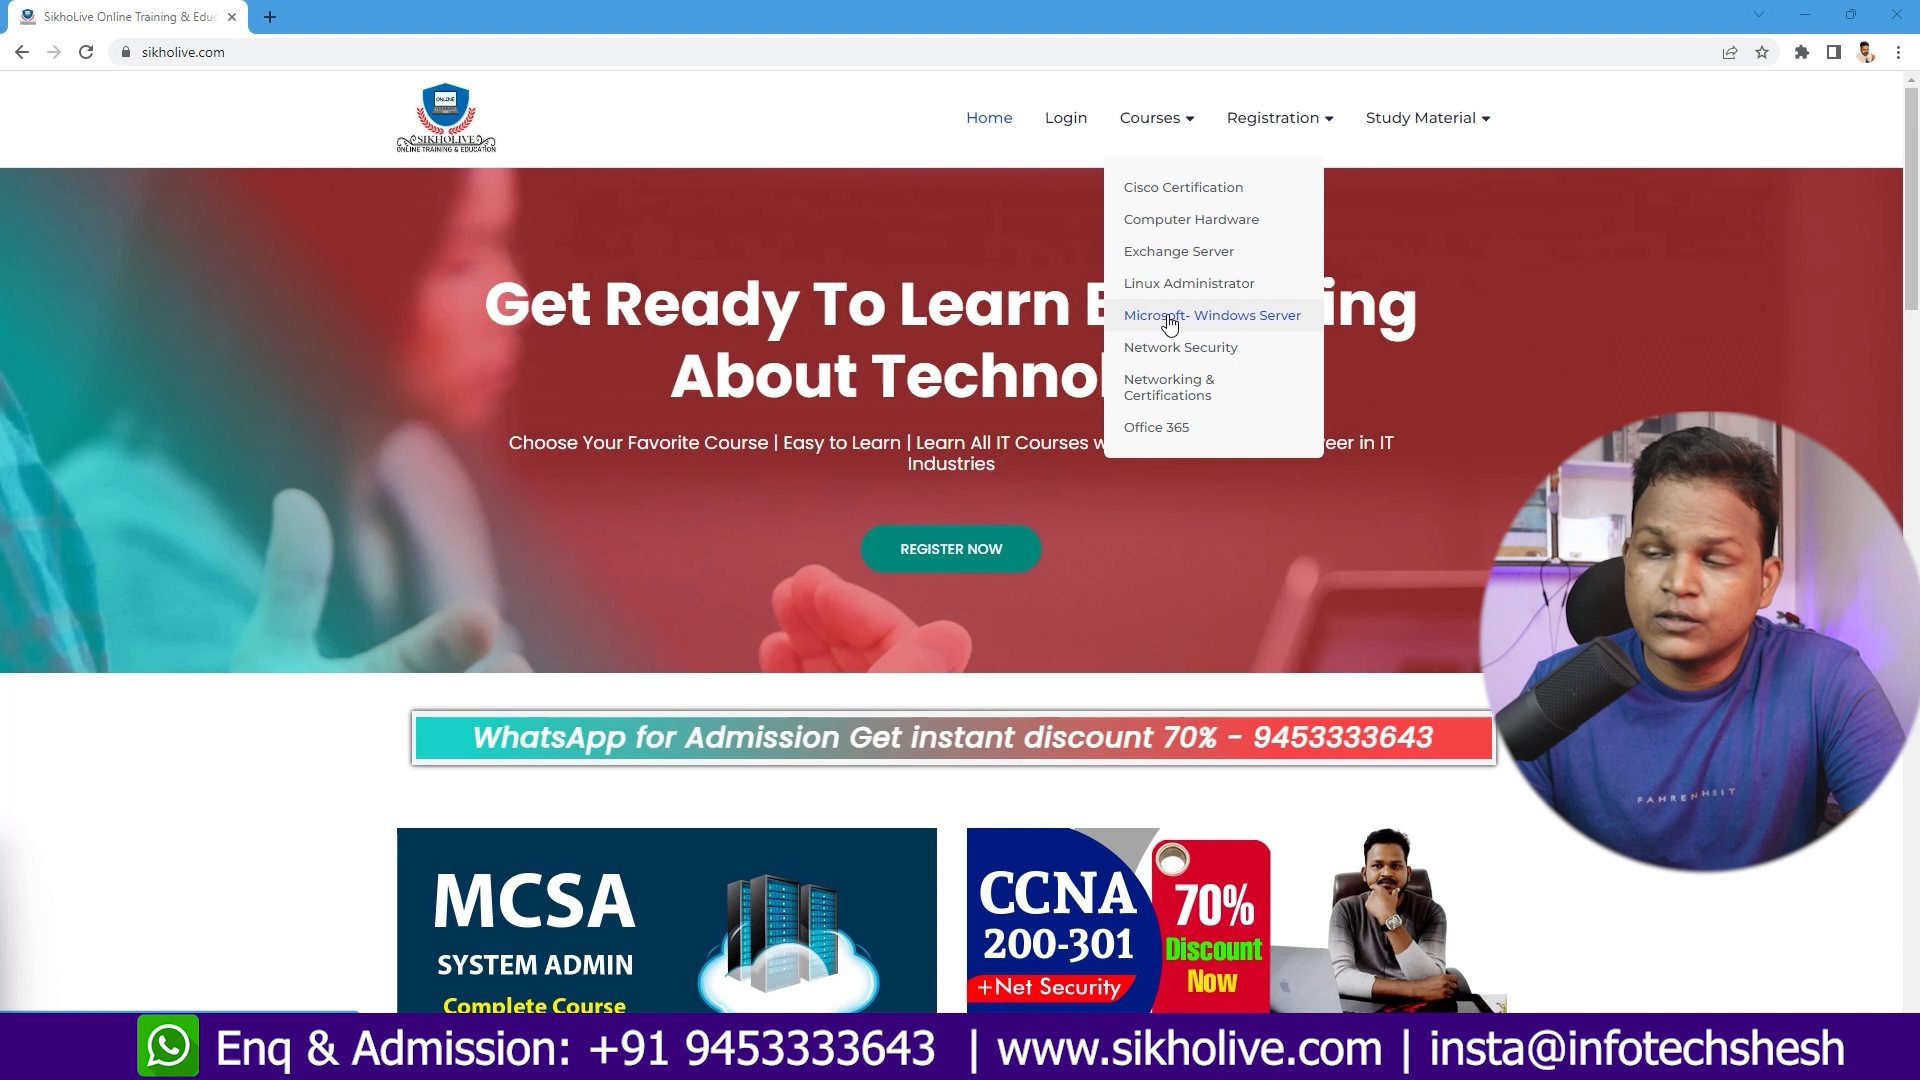 SikhoLive Online Training & Educ
sikholive.com
ONLINE
SIKHOLIVE
ONLINE TRAINING & EDUCATION
Home Login Courses Registration Study Material
Cisco Certification
Computer Hardware
Exchange Server
Linux Administrator
Microsoft- Windows Server
Network Security
Networking &
Certifications
Office 365
Get Ready To Learn E ing
About Technol
Choose Your Favorite Course | Easy to Learn | Learn All IT Courses w eer in IT
Industries
REGISTER NOW
FAHRENHEIT
WhatsApp for Admission Get instant discount 70% - 9453333643
MCSA
SYSTEM ADMIN
Complete Course
CCNA
200-301
+Net Security
70%
Discount
Now
Enq & Admission: +91 9453333643 | www.sikholive.com | insta@infotechshesh